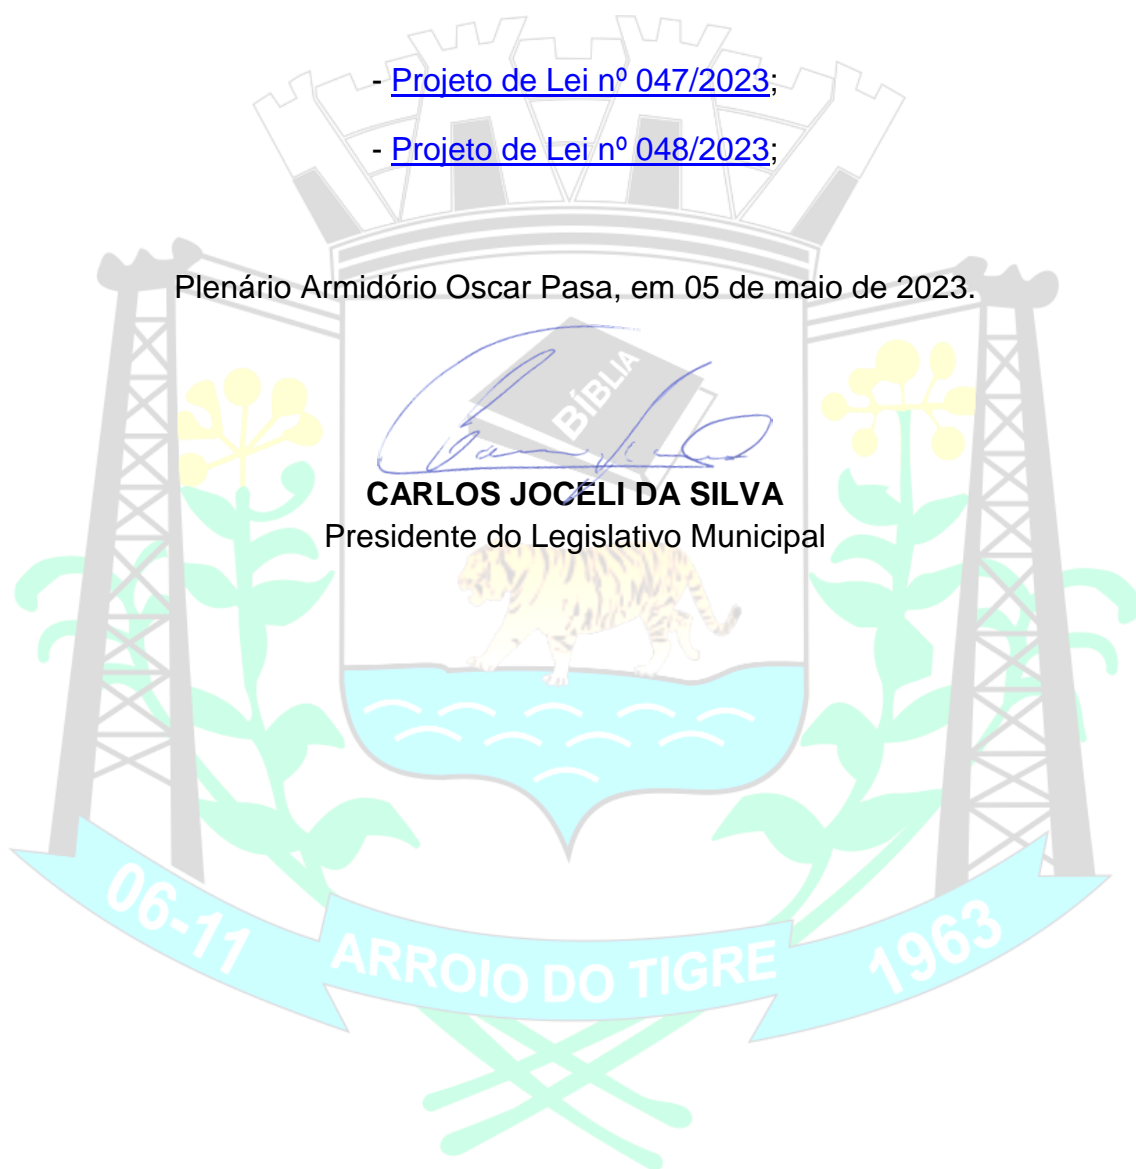 - Projeto de Lei nº 047/2023;
- Projeto de Lei nº 048/2023;
Plenário Armidório Oscar Pasa, em 05 de maio de 2023.
BÍBLIA
CARLOS JOCELI DA SILVA
Presidente do Legislativo Municipal
06-11
ARROIO DO TIGRE
1963